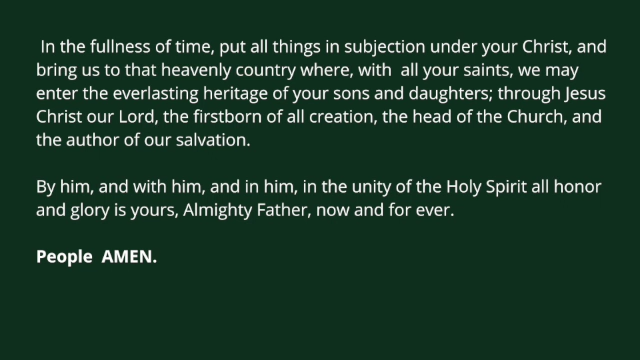 In the fullness of time, put all things in subjection under your Christ, and
bring us to that heavenly country where, with  all your saints, we may
enter the everlasting heritage of your sons and daughters; through Jesus
Christ our Lord, the firstborn of all creation, the head of the Church, and
the author of our salvation.
By him, and with him, and in him, in the unity of the Holy Spirit all honor
and glory is yours, Almighty Father, now and for ever.
People  AMEN.